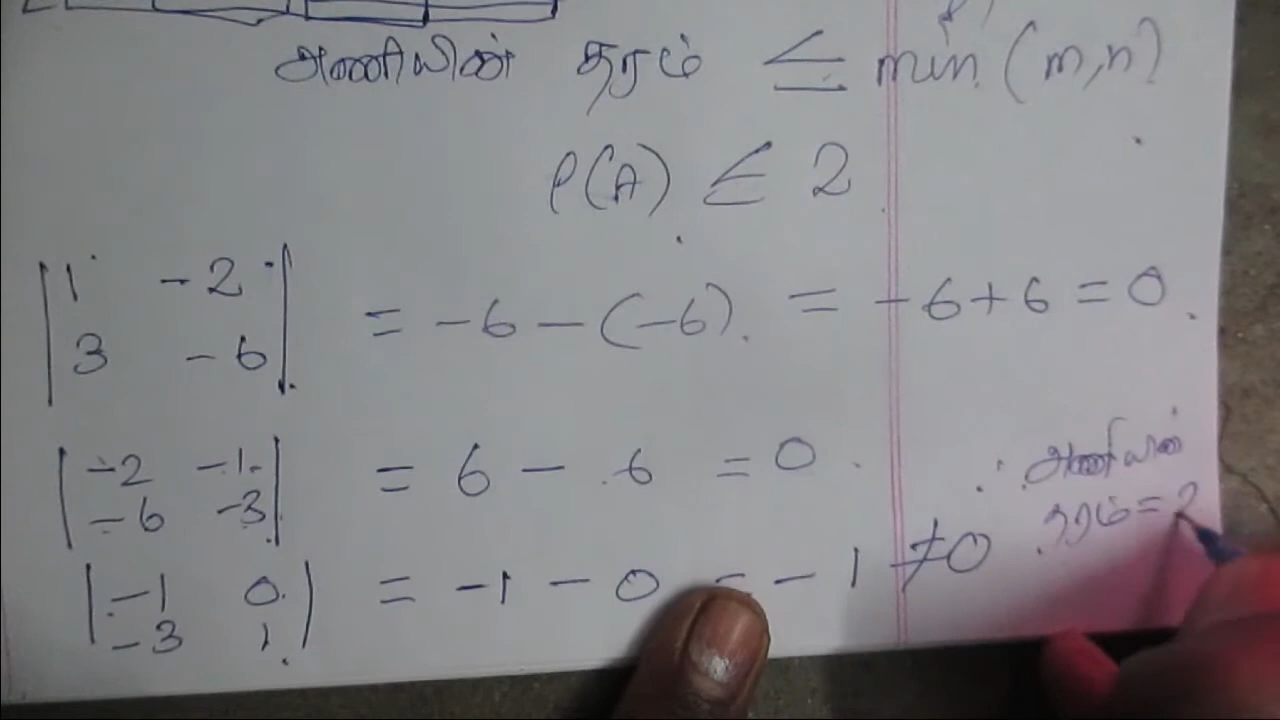 அணியின் தரம் ≤ min (m,n)
ρ(A) ≤ 2
|1 -2| = -6 - (-6) = -6+6 = 0
|3 -6|
|-2 -1| = 6 - 6 = 0
|-6 -3|
∴ அணியின்
தரம் = 2
|-1 0| = -1 - 0 = -1 ≠ 0
|-3 1|